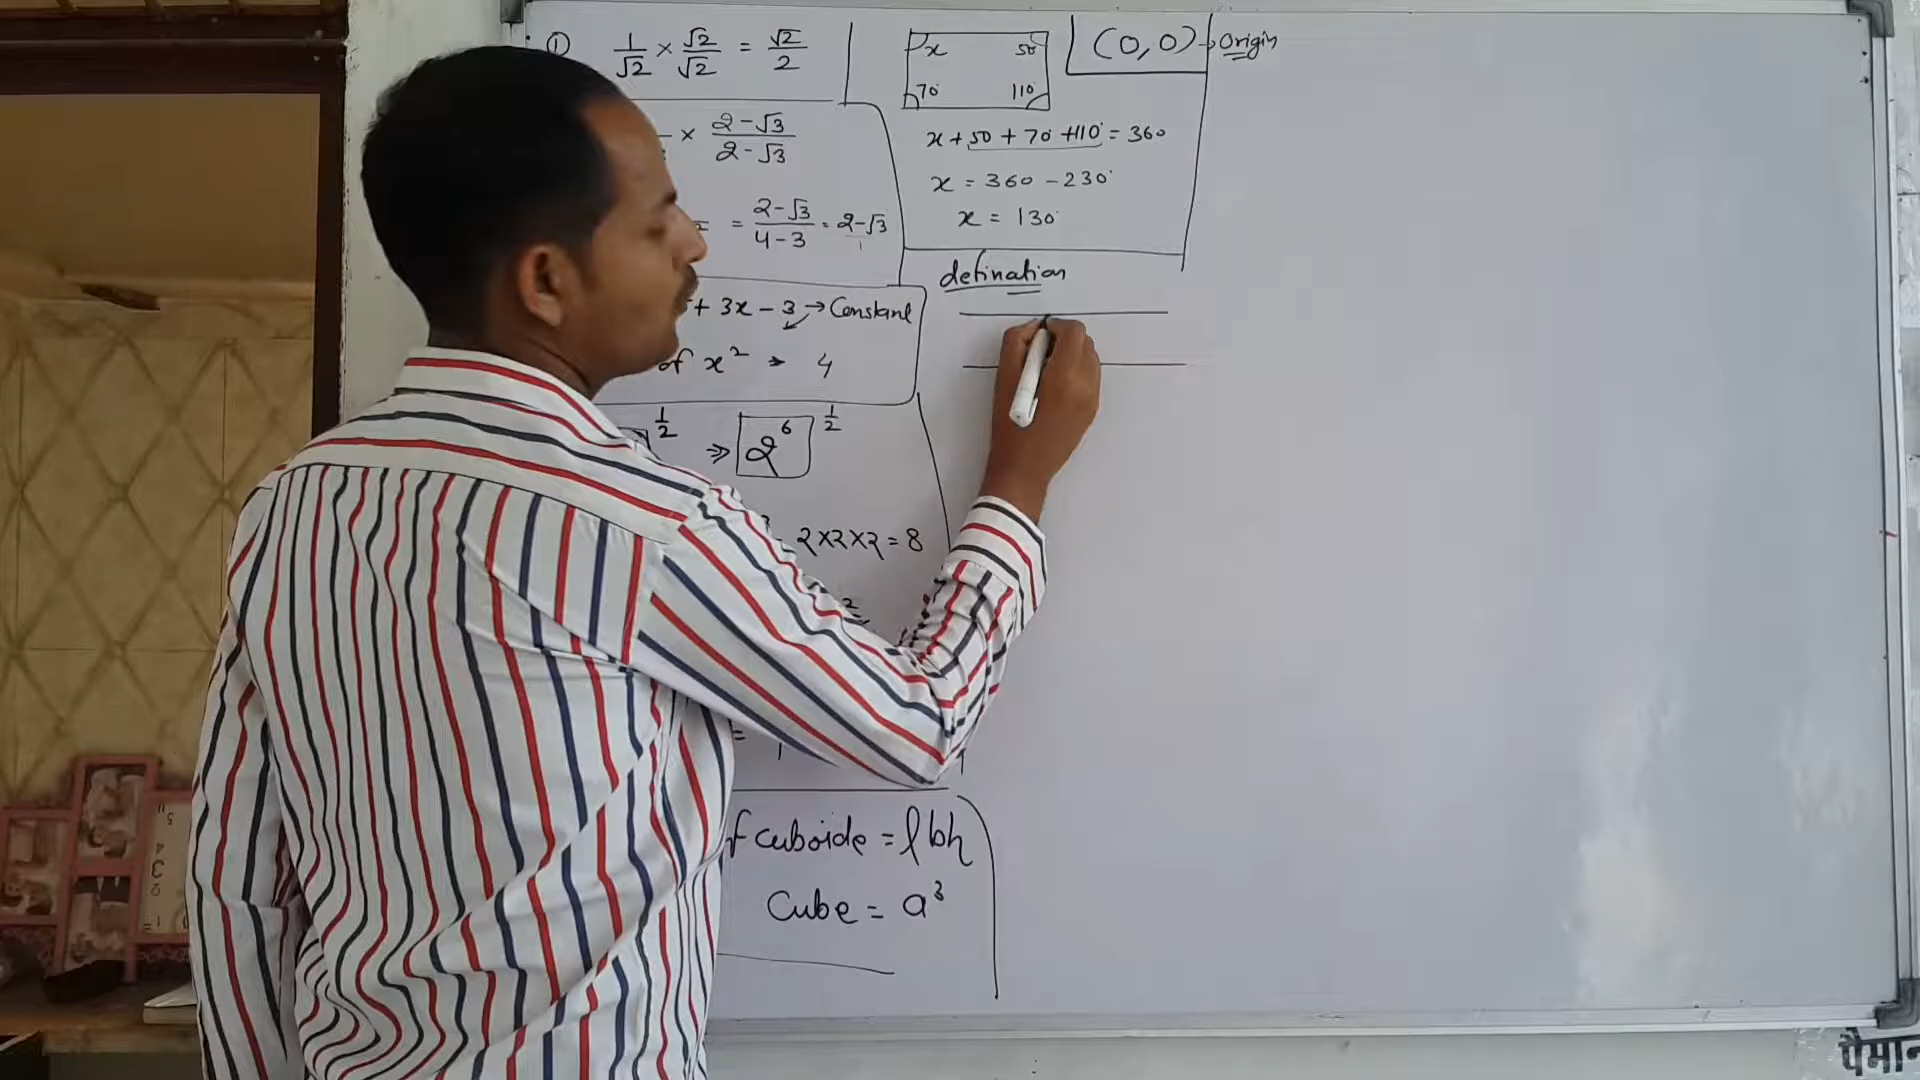 ① 1/√2 × √2/√2 = √2/2
× 2-√3/2-√3
= 2-√3/4-3 = 2-√3/1
+ 3x - 3 → Constant
of x² → 4
1/2 ⇒ 2⁶ 1/2
2×2×2 = 8
2
=
f cuboide = lbh
Cube = a³
x 50
70° 110°
(0,0) → Origin
x + 50 + 70° + 110° = 360
x = 360 - 230°
x = 130°
defination
पैमान